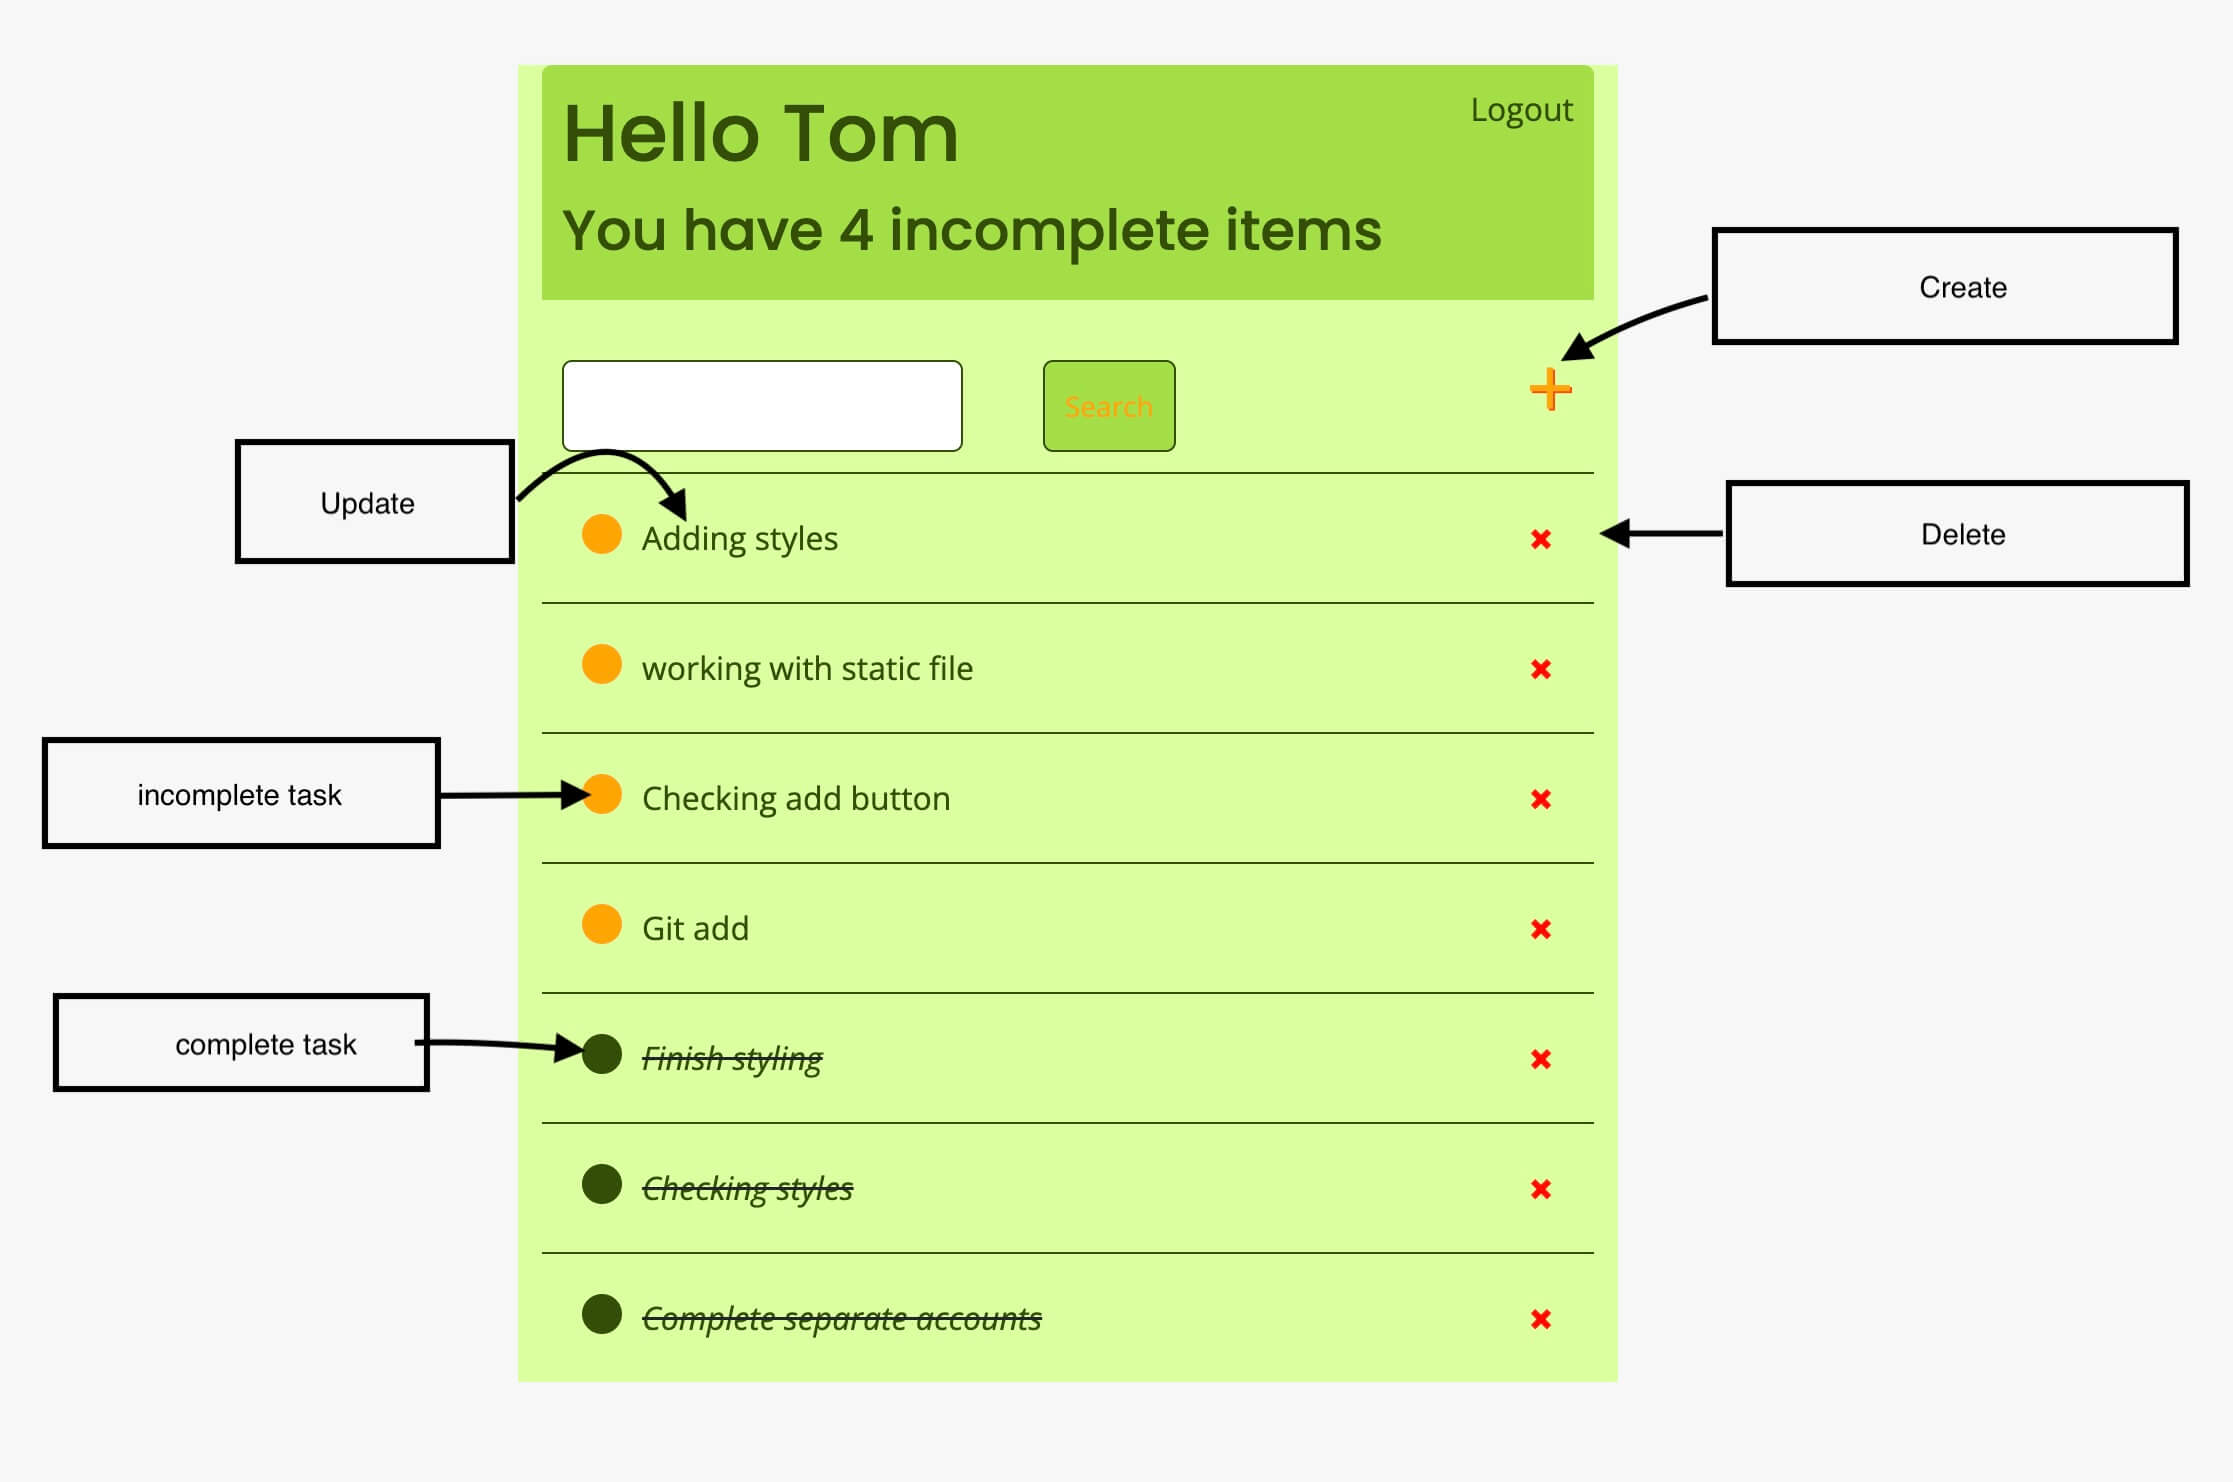 Hello Tom
Logout
You have 4 incomplete items
Create
Search
Update
Adding styles
Delete
working with static file
incomplete task
Checking add button
Git add
complete task
Finish styling
Checking styles
Complete separate accounts